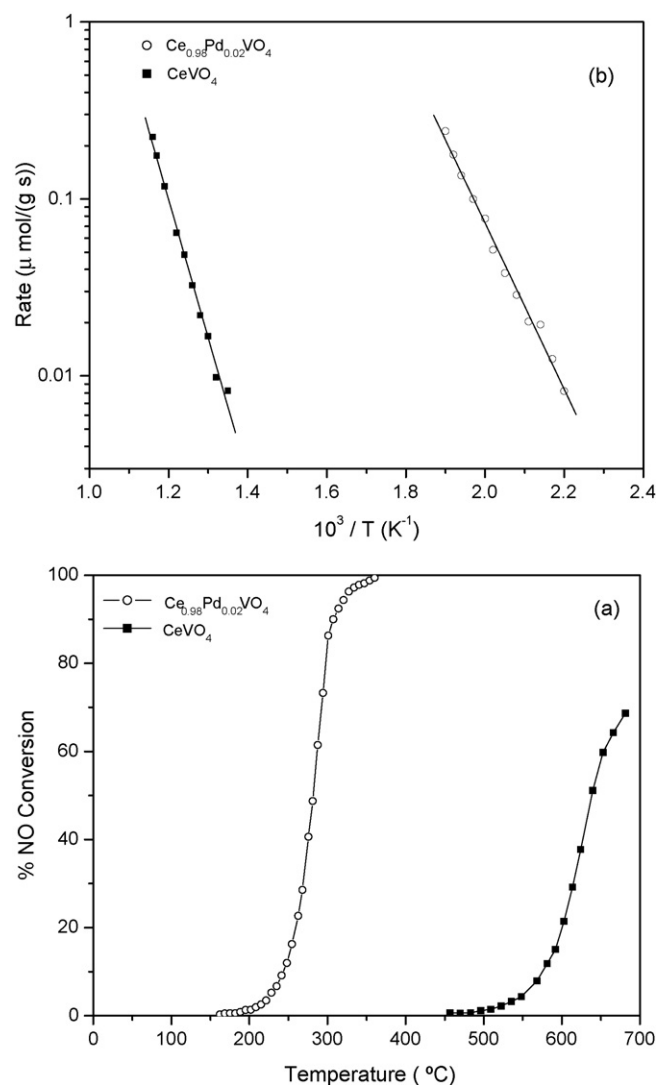 1
Ce₀.₉₈Pd₀.₀₂VO₄
CeVO₄
(b)
0.1
0.01
Rate (μ mol/(g s))
1.0 1.2 1.4 1.6 1.8 2.0 2.2 2.4
10³ / T (K⁻¹)
100
Ce₀.₉₈Pd₀.₀₂VO₄
CeVO₄
(a)
80
60
40
20
0
% NO Conversion
0 100 200 300 400 500 600 700
Temperature ( ºC)